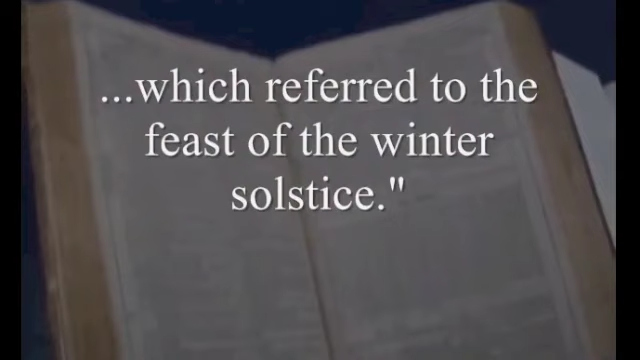 ...which referred to the
feast of the winter
solstice."